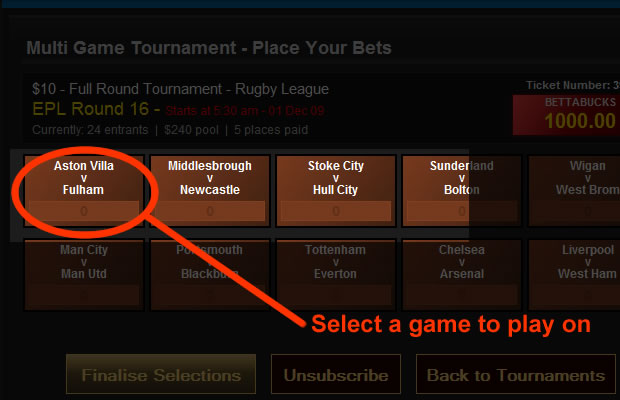 Multi Game Tournament - Place Your Bets
$10 - Full Round Tournament - Rugby League
Ticket Number:
EPL Round 16 - Starts at 5:30 am - 01 Dec 09
BETTABUCKS
1000.00
Currently: 24 entrants | $240 pool | 5 places paid
Aston Villa
v
Fulham
0
Middlesbrough
v
Newcastle
0
Stoke City
v
Hull City
0
Sunderland
v
Bolton
0
Wigan
v
West Brom
Man City
v
Man Utd
Portsmouth
v
Blackburn
Tottenham
v
Everton
Chelsea
v
Arsenal
Liverpool
v
West Ham
Select a game to play on
Finalise Selections
Unsubscribe
Back to Tournaments